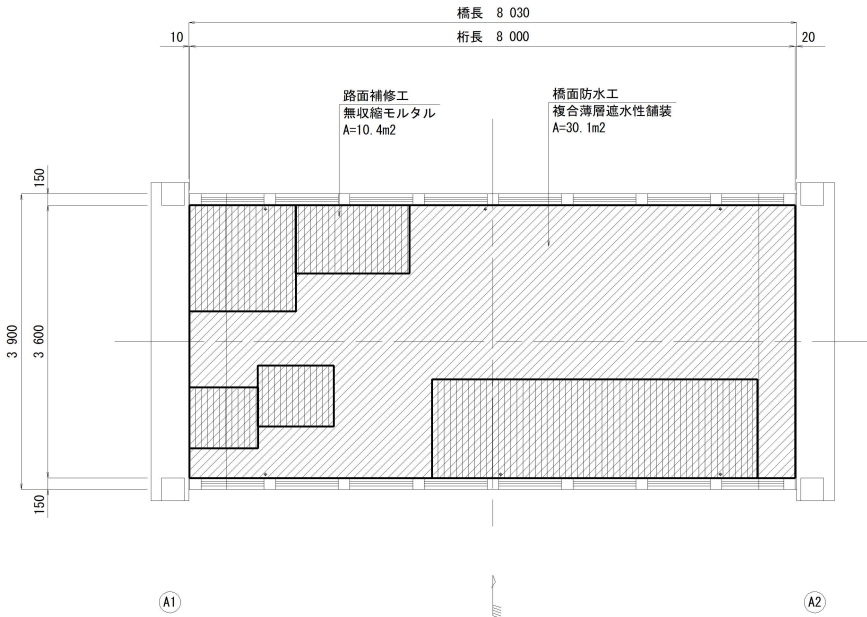 橋長 8 030
10 桁長 8 000 20
路面補修工
無収縮モルタル
A=10.4m2
橋面防水工
複合薄層遮水性舗装
A=30.1m2
150
3 900
3 600
150
A1
A2